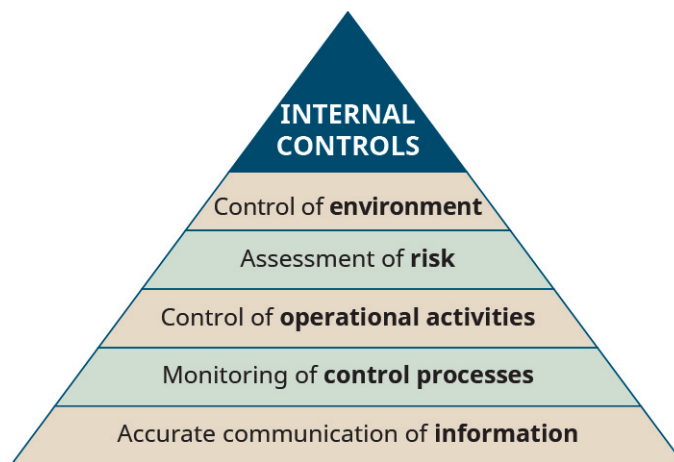 INTERNAL
CONTROLS
Control of environment
Assessment of risk
Control of operational activities
Monitoring of control processes
Accurate communication of information